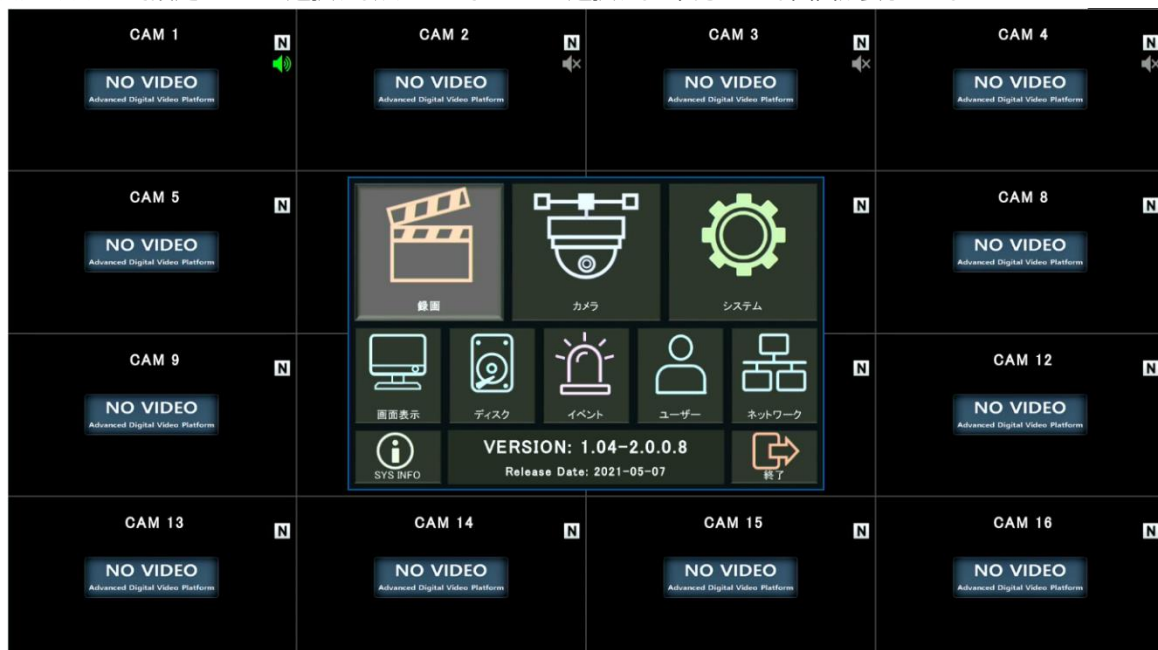 CAM 1
N
NO VIDEO
Advanced Digital Video Platform
CAM 2
N
NO VIDEO
Advanced Digital Video Platform
CAM 3
N
NO VIDEO
Advanced Digital Video Platform
CAM 4
N
NO VIDEO
Advanced Digital Video Platform
CAM 5
N
NO VIDEO
Advanced Digital Video Platform
録画
カメラ
システム
N
CAM 8
N
NO VIDEO
Advanced Digital Video Platform
CAM 9
N
NO VIDEO
Advanced Digital Video Platform
画面表示
ディスク
イベント
ユーザー
ネットワーク
SYS INFO
VERSION: 1.04-2.0.0.8
Release Date: 2021-05-07
終了
N
CAM 12
N
NO VIDEO
Advanced Digital Video Platform
CAM 13
N
NO VIDEO
Advanced Digital Video Platform
CAM 14
N
NO VIDEO
Advanced Digital Video Platform
CAM 15
N
NO VIDEO
Advanced Digital Video Platform
CAM 16
N
NO VIDEO
Advanced Digital Video Platform